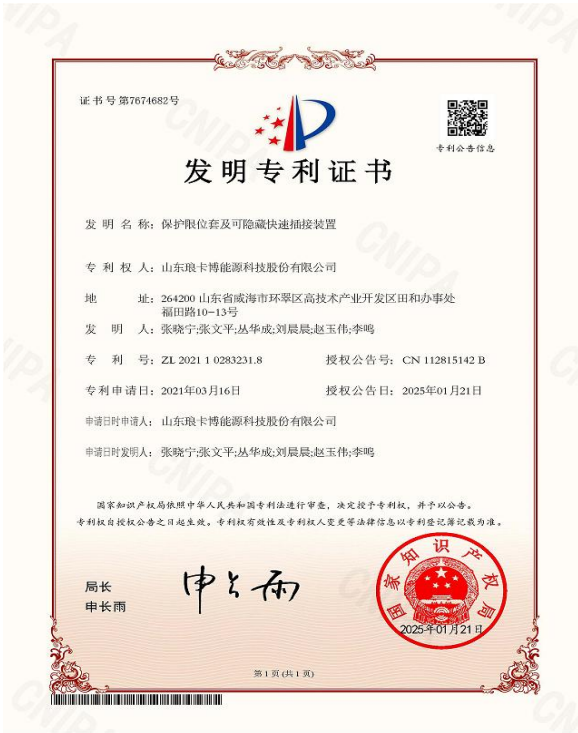 证书号第7674682号
专利公告信息
发明专利证书
发明名称：保护限位套及可隐藏快速插接装置
专利权人：山东琅卡博能源科技股份有限公司
地址：264200 山东省威海市环翠区高技术产业开发区田和办事处
福田路10-13号
发明人：张晓宁;张文平;丛华成;刘晨晨;赵玉伟;李鸣
专利号：ZL 2021 1 0283231.8 授权公告号：CN 112815142 B
专利申请日：2021年03月16日 授权公告日：2025年01月21日
申请日时申请人：山东琅卡博能源科技股份有限公司
申请日时发明人：张晓宁;张文平;丛华成;刘晨晨;赵玉伟;李鸣
国家知识产权局依照中华人民共和国专利法进行审查，决定授予专利权，并予以公告。
专利权自授权公告之日起生效。专利权有效性及专利权人变更等法律信息以专利登记簿记载为准。
局长
申长雨
申长雨
国家知识产权局
2025年01月21日
第1页(共1页)
CNIPA
CNIPA
CNIPA
CNIPA
CNIPA
CNIPA
CNIPA